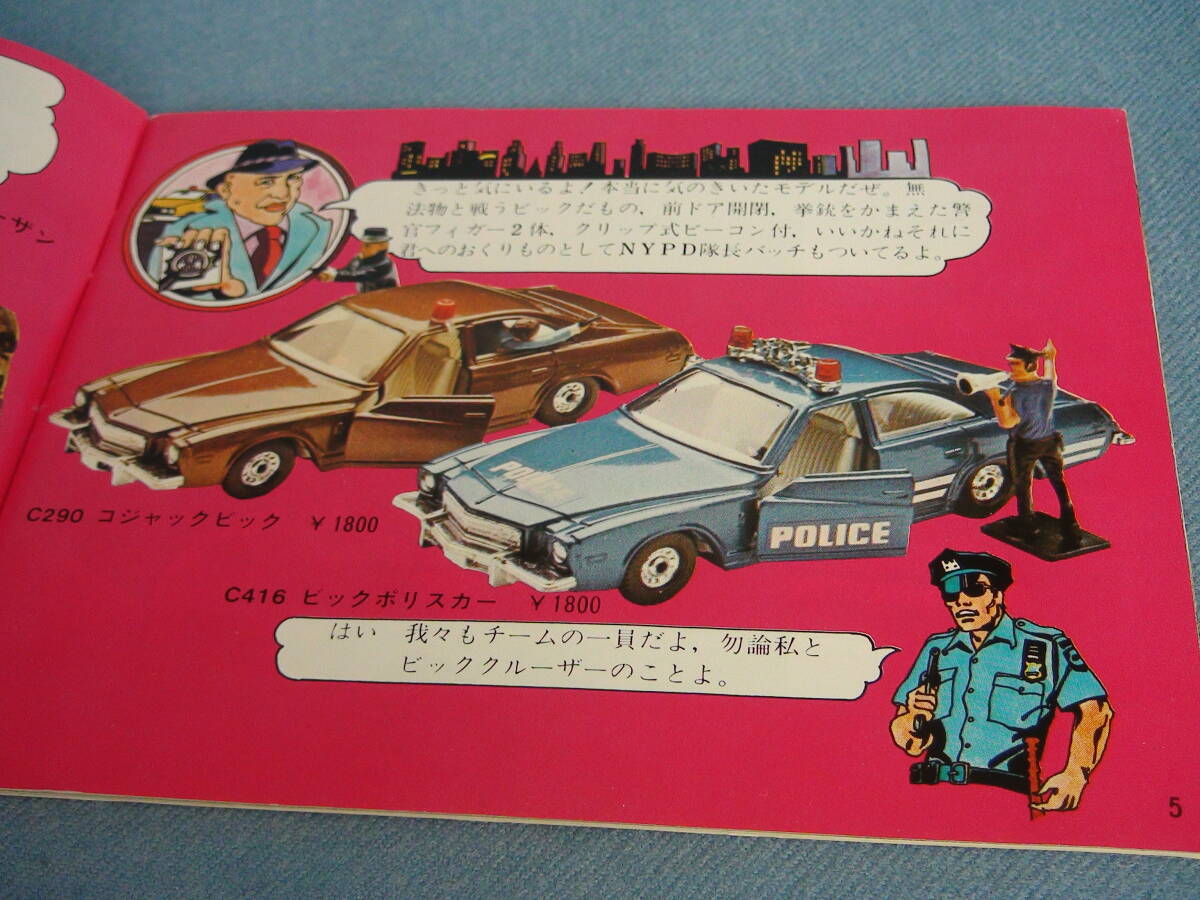 ーザン
きっと気にいるよ！本当に気のきいたモデルだぜ。無
法物と戦うビックだもの，前ドア開閉，拳銃をかまえた警
官フィガー2体，クリップ式ビーコン付，いいかねそれに
君へのおくりものとしてNYPD隊長バッチもついてるよ。
C290 コジャックビック ￥1800
POLICE
POLICE
C416 ビックポリスカー ￥1800
はい 我々もチームの一員だよ，勿論私と
ビッククルーザーのことよ。
5